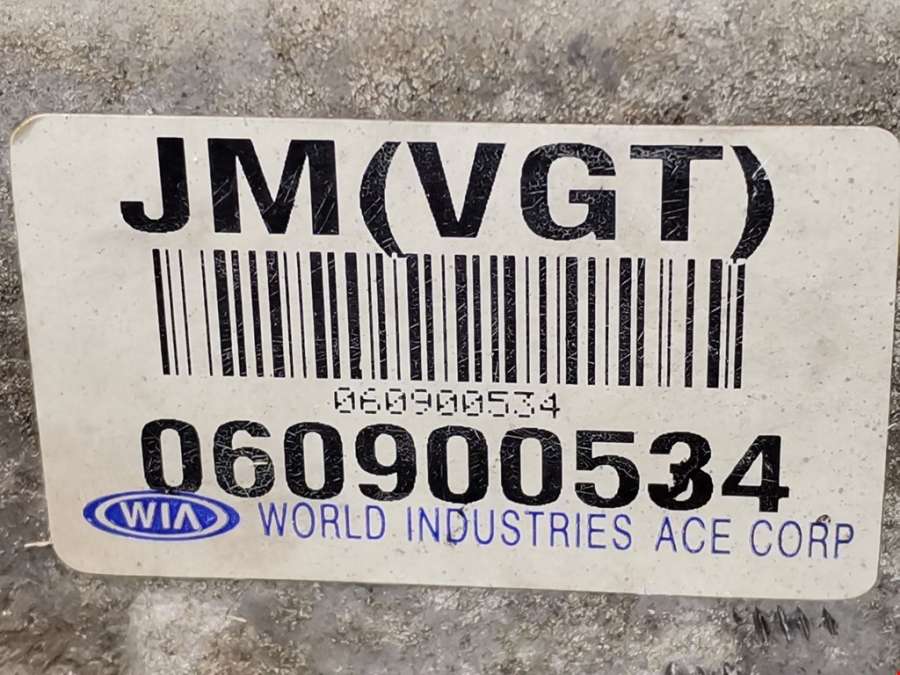 JM(VGT)
060900534
060900534
WIA WORLD INDUSTRIES ACE CORP